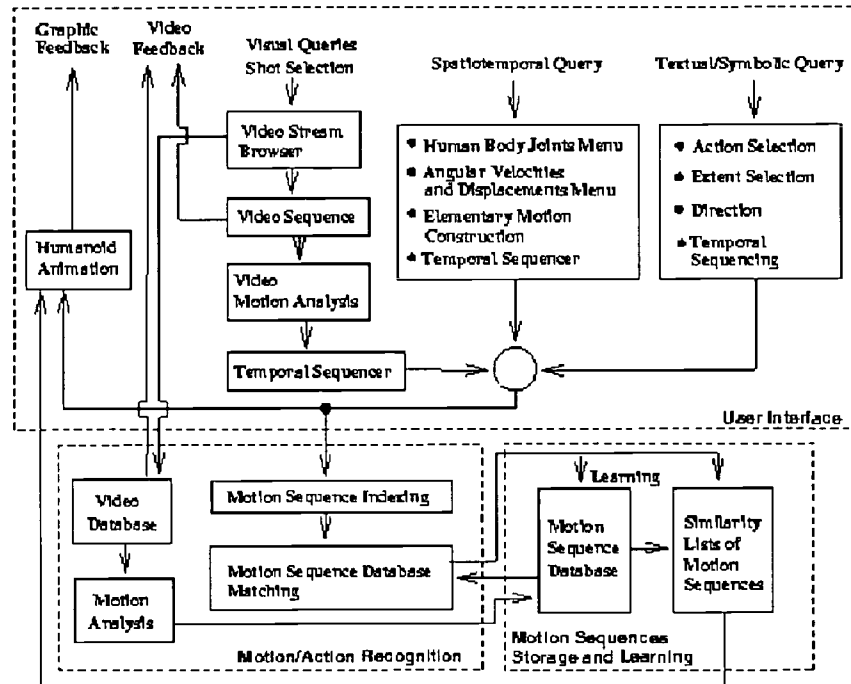 Graphic
Feedback
Video
Feedback
Visual Queries
Shot Selection
Spatiotemporal Query
Textual/Symbolic Query
Video Stream
Browser
Video Sequence
Video
Motion Analysis
Temporal Sequencer
Humanoid
Animation
• Human Body Joints Menu
• Angular Velocities
and Displacements Menu
• Elementary Motion
Construction
• Temporal Sequencer
• Action Selection
• Extent Selection
• Direction
• Temporal
Sequencing
User Interface
Video
Database
Motion
Analysis
Motion Sequence Indexing
Motion Sequence Database
Matching
Motion/Action Recognition
Learning
Motion
Sequence
Database
Similarity
Lists of
Motion
Sequences
Motion Sequences
Storage and Learning